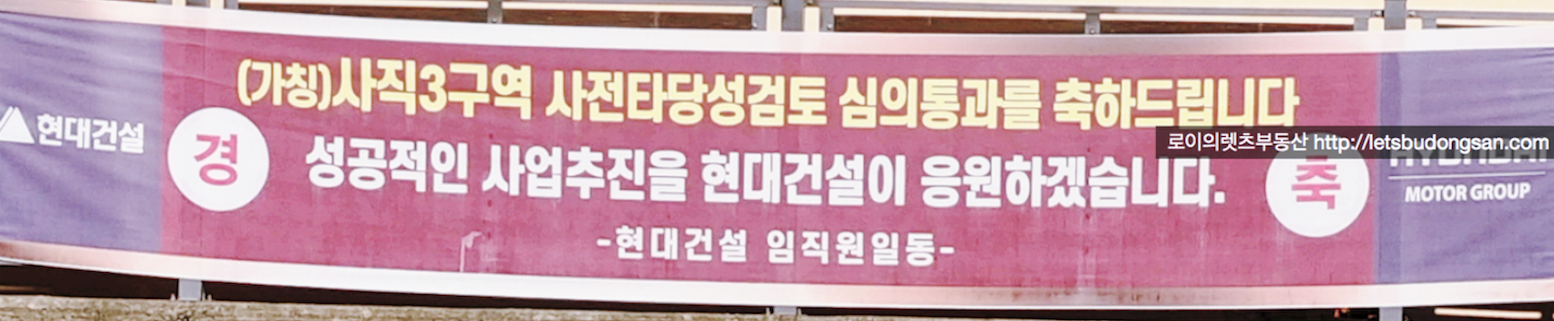 (가칭)사직3구역 사전타당성검토 심의통과를 축하드립니다
현대건설
경
성공적인 사업추진을 현대건설이 응원하겠습니다.
축
-현대건설 임직원일동-
로이의렛츠부동산 http://letsbudongsan.com
HYUNDAI
MOTOR GROUP